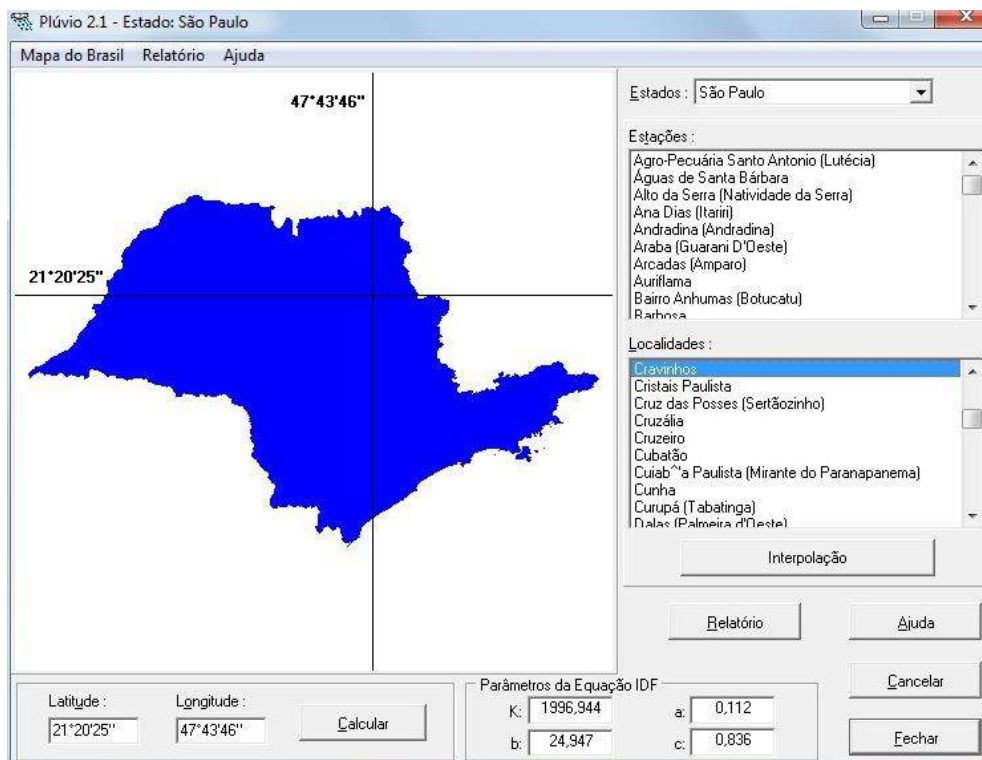 Plúvio 2.1 - Estado: São Paulo
Mapa do Brasil Relatório Ajuda
47°43'46"
21°20'25"
Estados : São Paulo
Estações :
Agro-Pecuária Santo Antonio (Lutécia)
Águas de Santa Bárbara
Alto da Serra (Natividade da Serra)
Ana Dias (Itariri)
Andradina (Andradina)
Araba (Guarani D'Oeste)
Arcadas (Amparo)
Auriflama
Bairro Anhumas (Botucatu)
Barbosa
Localidades :
Cravinhos
Cristais Paulista
Cruz das Posses (Sertãozinho)
Cruzália
Cruzeiro
Cubatão
Cuiab^'a Paulista (Mirante do Paranapanema)
Cunha
Curupá (Tabatinga)
Dalas (Palmeira d'Oeste)
Interpolação
Relatório
Ajuda
Cancelar
Fechar
Latitude :
21°20'25"
Longitude :
47°43'46"
Calcular
Parâmetros da Equação IDF
K: 1996,944
a: 0,112
b: 24,947
c: 0,836